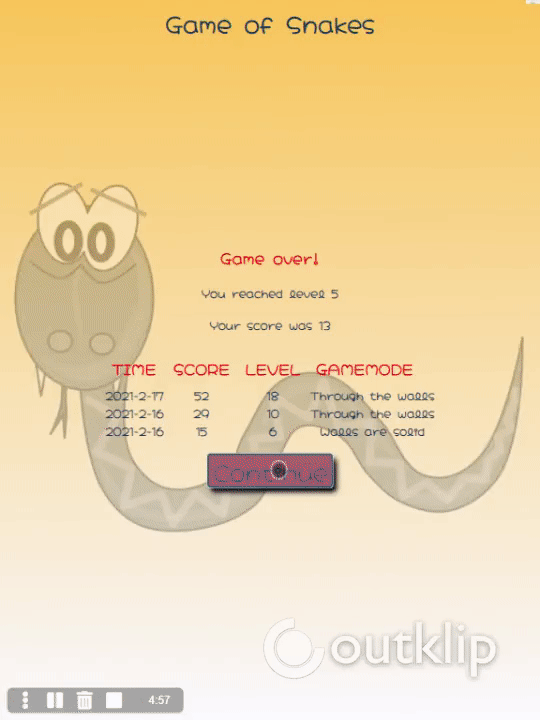 Game of Snakes
Game over!
You reached level 5
Your score was 13
TIME SCORE LEVEL GAMEMODE
2021-2-17 52 18 Through the walls
2021-2-16 29 10 Through the walls
2021-2-16 15 6 Walls are solid
Continue
outklip
4:57